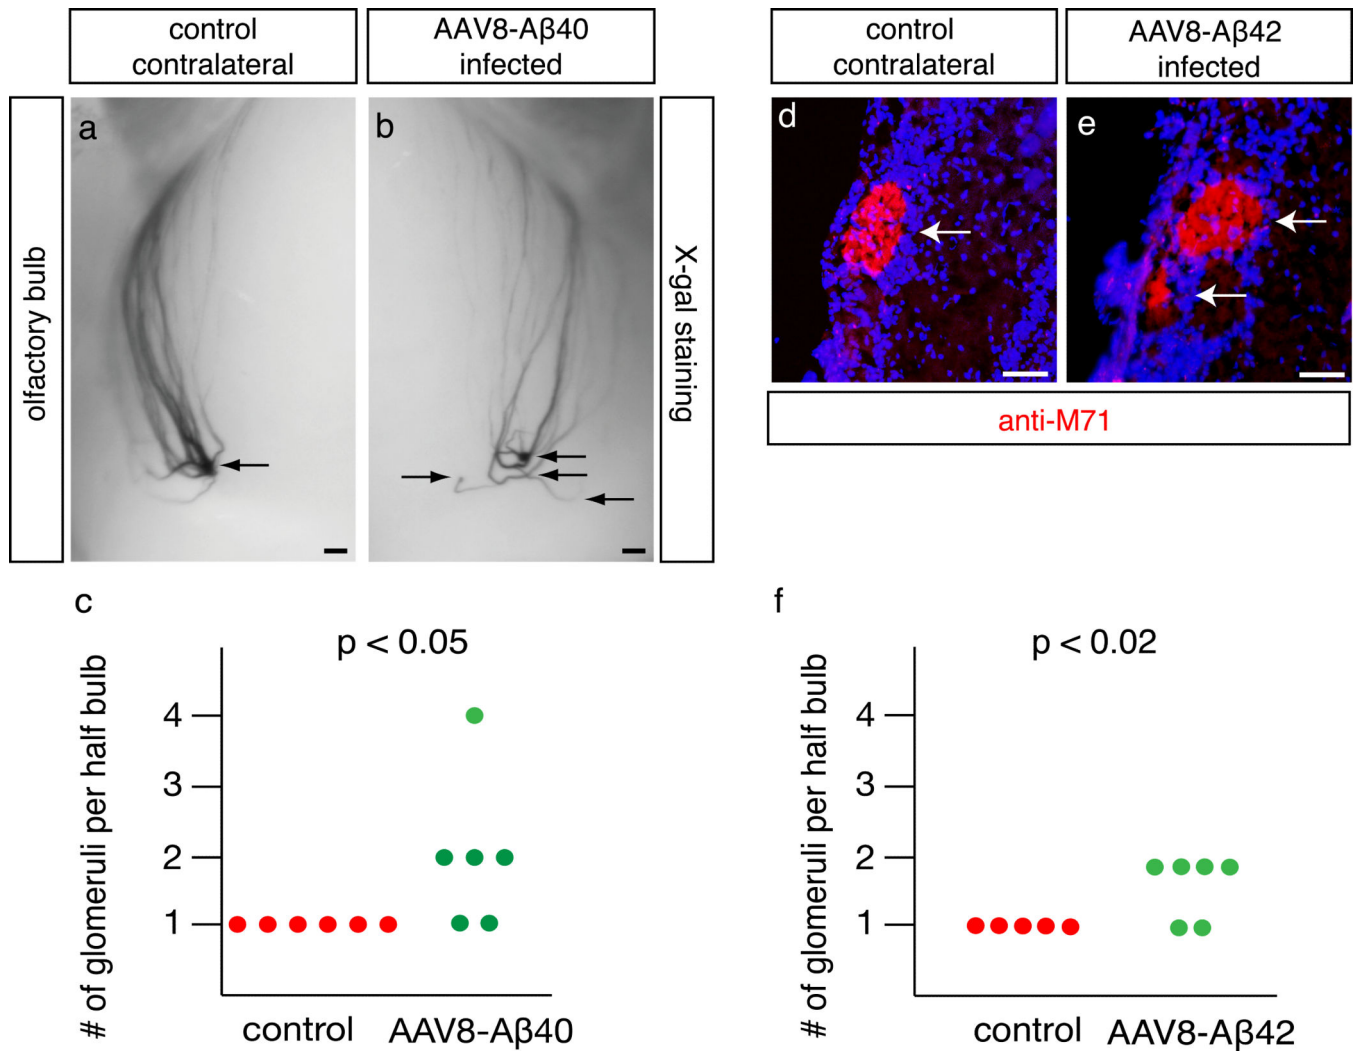 control
contralateral
AAV8-Aβ40
infected
control
contralateral
AAV8-Aβ42
infected
olfactory bulb
a
b
X-gal staining
d
e
anti-M71
c
p < 0.05
# of glomeruli per half bulb
4
3
2
1
control
AAV8-Aβ40
f
p < 0.02
# of glomeruli per half bulb
4
3
2
1
control
AAV8-Aβ42